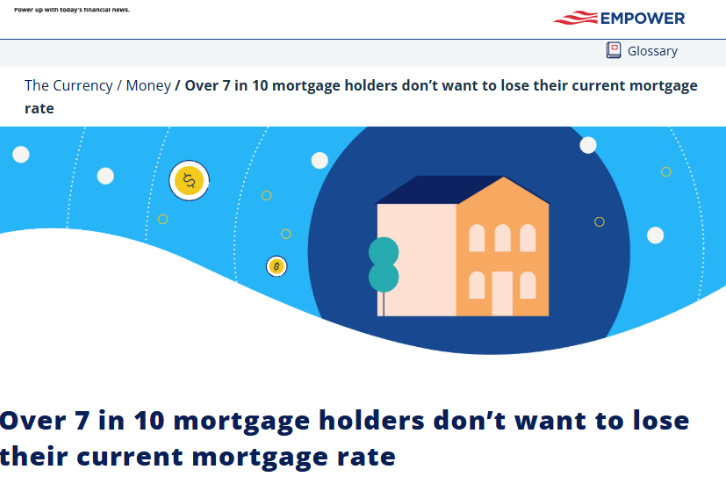 Power up with today's financial news.
EMPOWER
Glossary
The Currency / Money / Over 7 in 10 mortgage holders don’t want to lose their current mortgage
rate
$
$
Over 7 in 10 mortgage holders don’t want to lose
their current mortgage rate